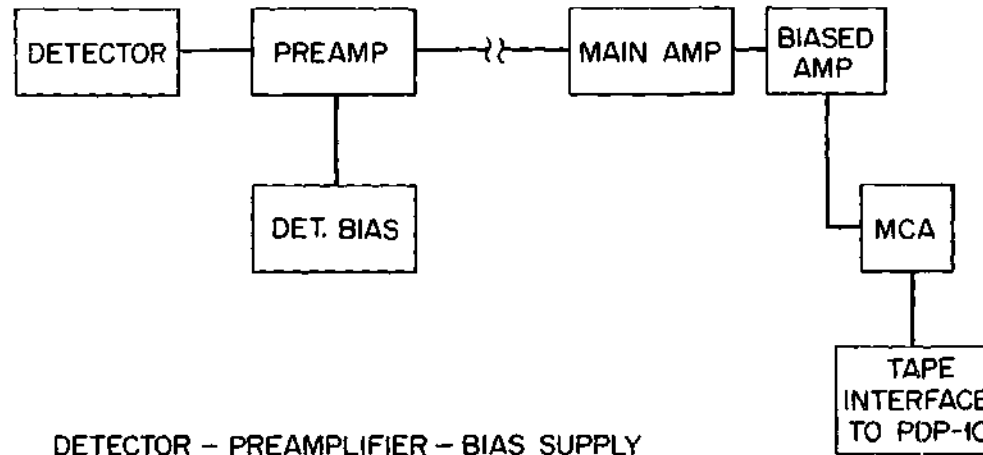 DETECTOR
PREAMP
MAIN AMP
BIASED
AMP
DET. BIAS
MCA
TAPE
INTERFACE
TO PDP-10
DETECTOR – PREAMPLIFIER – BIAS SUPPLY